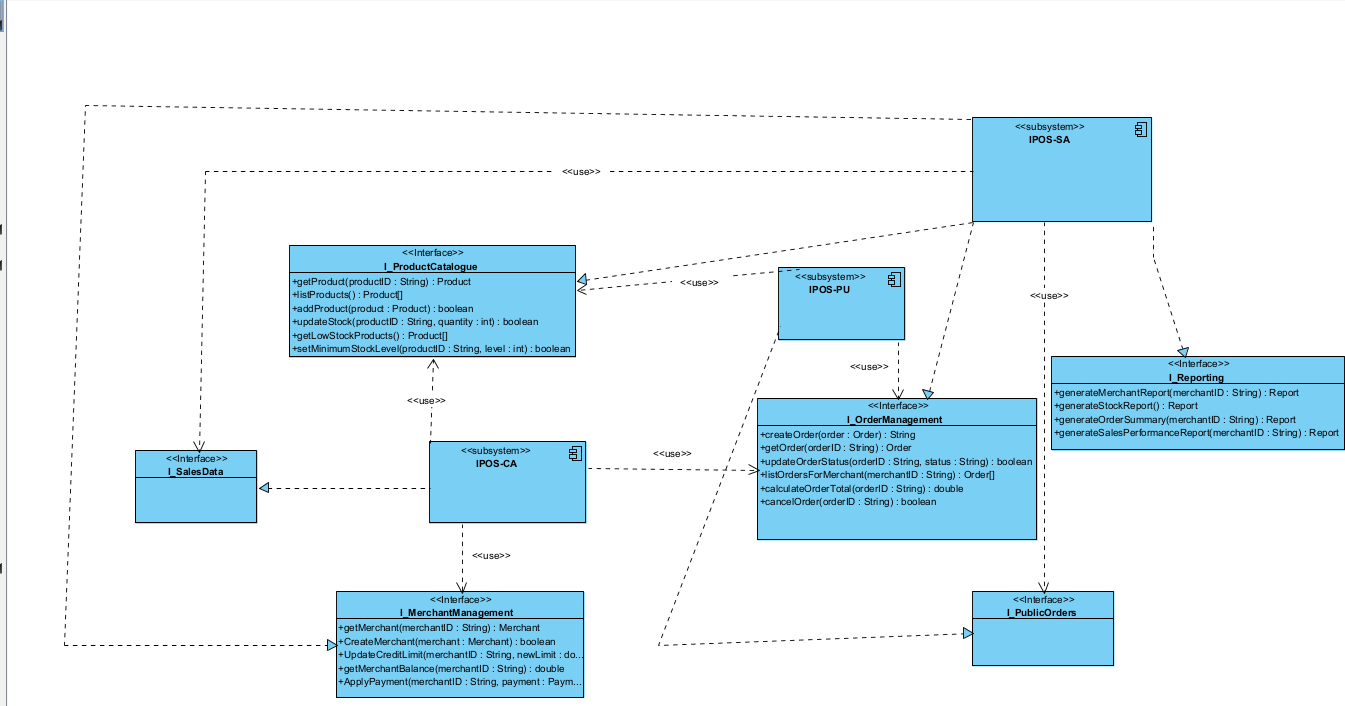 <<subsystem>>
IPOS-SA
<<use>>
<<Interface>>
I_ProductCatalogue
+getProduct(productID : String) : Product
+listProducts() : Product[]
+addProduct(product : Product) : boolean
+updateStock(productID : String, quantity : int) : boolean
+getLowStockProducts() : Product[]
+setMinimumStockLevel(productID : String, level : int) : boolean
<<use>>
<<subsystem>>
IPOS-PU
<<use>>
<<use>>
<<Interface>>
I_Reporting
+generateMerchantReport(merchantID : String) : Report
+generateStockReport() : Report
+generateOrderSummary(merchantID : String) : Report
+generateSalesPerformanceReport(merchantID : String) : Report
<<use>>
<<Interface>>
I_OrderManagement
+createOrder(order : Order) : String
+getOrder(orderID : String) : Order
+updateOrderStatus(orderID : String, status : String) : boolean
+listOrdersForMerchant(merchantID : String) : Order[]
+calculateOrderTotal(orderID : String) : double
+cancelOrder(orderID : String) : boolean
<<Interface>>
I_SalesData
<<subsystem>>
IPOS-CA
<<use>>
<<use>>
<<Interface>>
I_MerchantManagement
+getMerchant(merchantID : String) : Merchant
+CreateMerchant(merchant : Merchant) : boolean
+UpdateCreditLimit(merchantID : String, newLimit : do...
+getMerchantBalance(merchantID : String) : double
+ApplyPayment(merchantID : String, payment : Paym...
<<Interface>>
I_PublicOrders